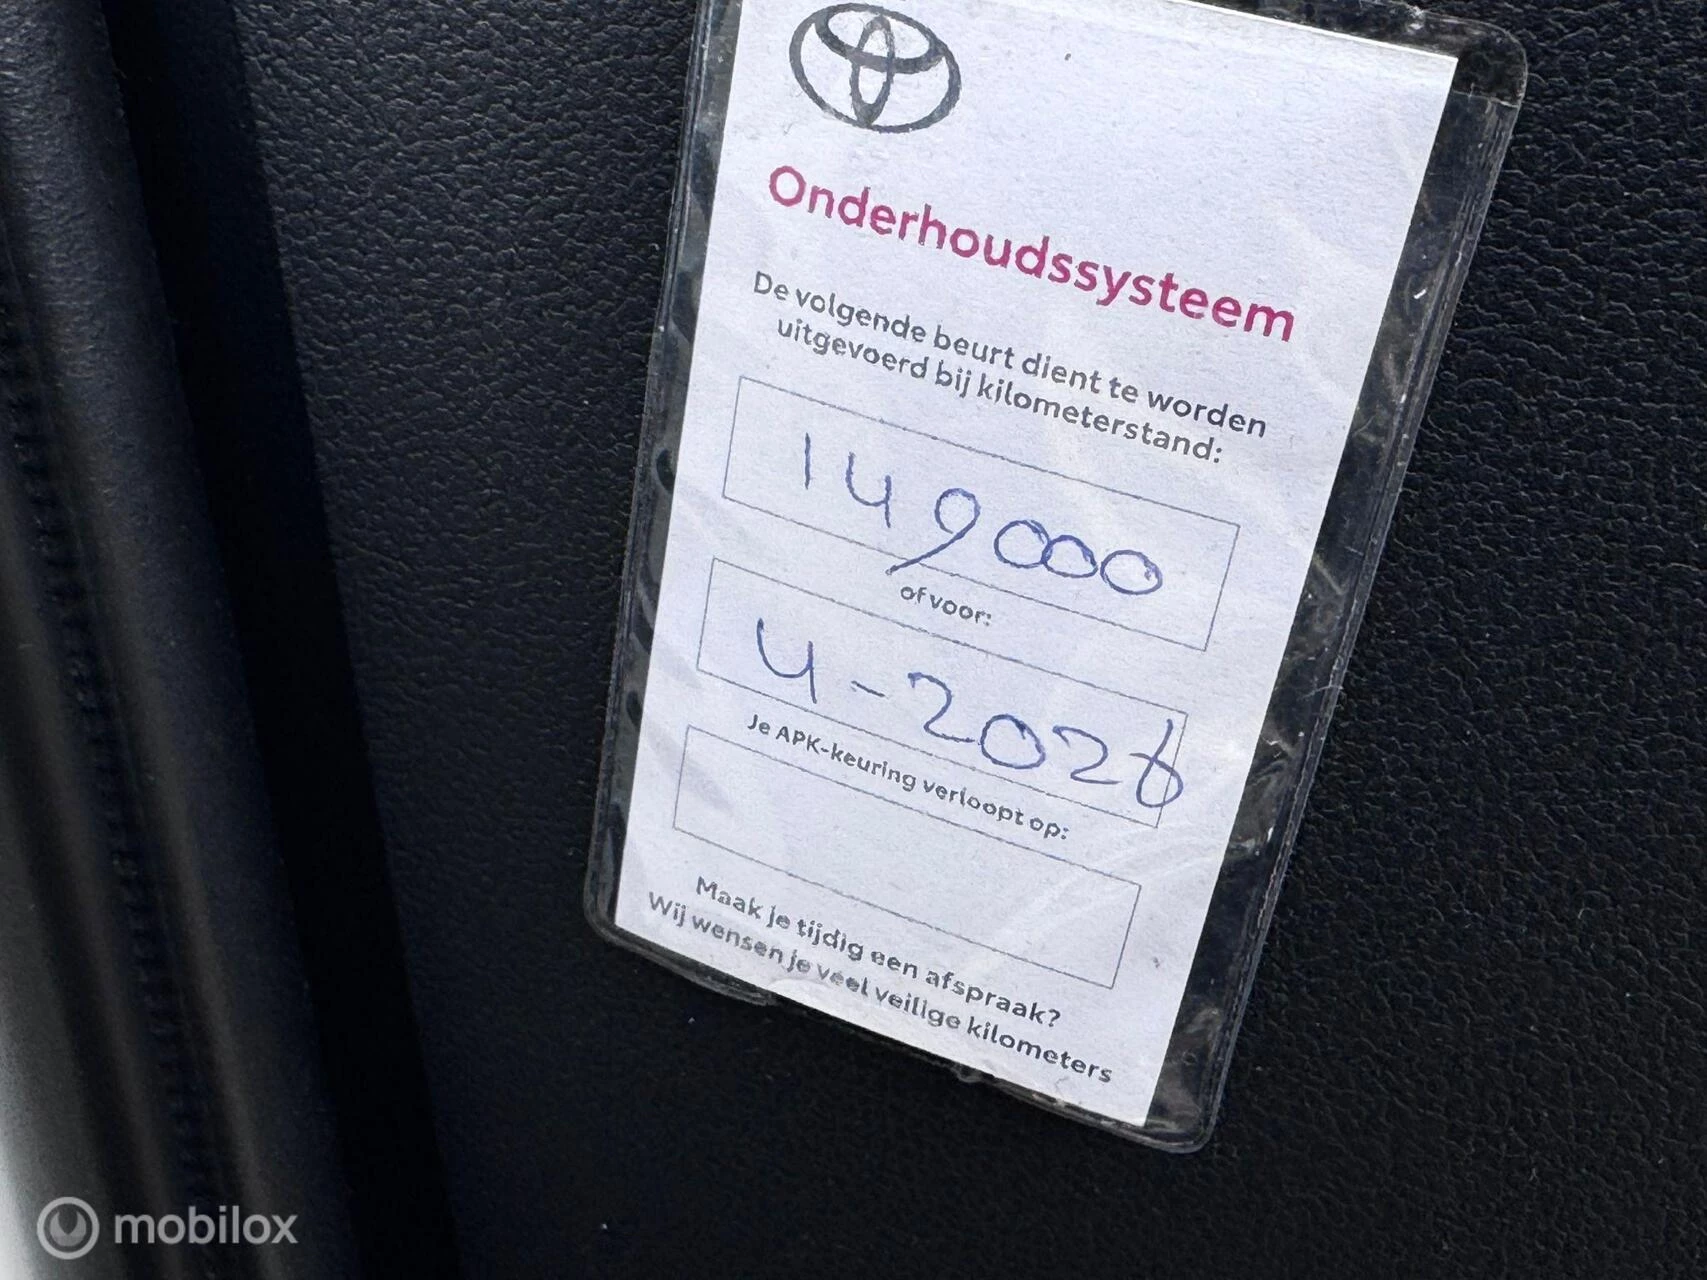 Onderhoudssysteem
De volgende beurt dient te worden
uitgevoerd bij kilometerstand:
149000
of voor:
4-2026
Je APK-keuring verloopt op:
Maak je tijdig een afspraak?
Wij wensen je veel veilige kilometers
mobilox